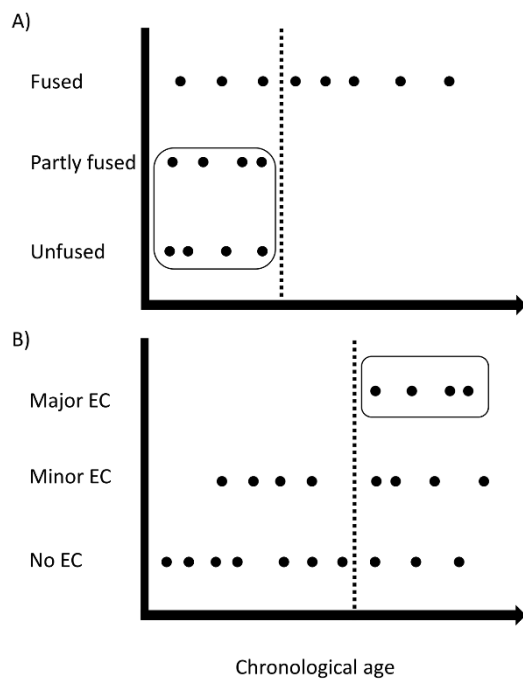 A)
Fused
Partly fused
Unfused
B)
Major EC
Minor EC
No EC
Chronological age